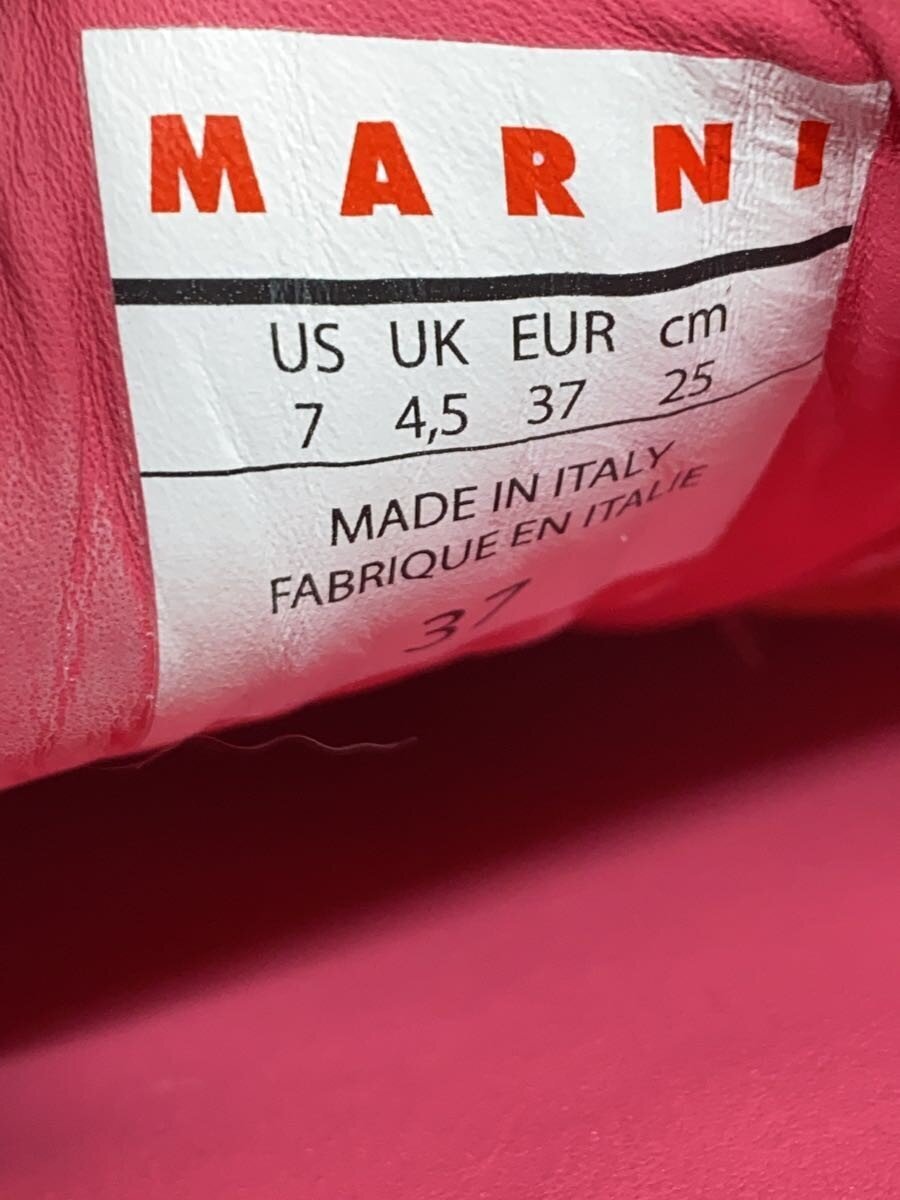 MARNI
US UK EUR cm
7 4,5 37 25
MADE IN ITALY
FABRIQUE EN ITALIE
37